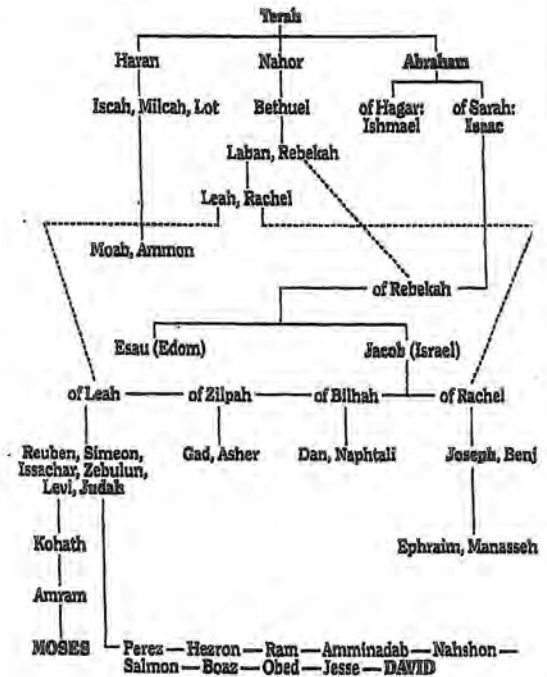 Terah
Haran Nahor Abraham
Iscah, Milcah, Lot Bethuel of Hagar: of Sarah:
Ishmael Isaac
Laban, Rebekah
Leah, Rachel
Moab, Ammon
of Rebekah
Esau (Edom) Jacob (Israel)
of Leah of Zilpah of Bilhah of Rachel
Reuben, Simeon, Gad, Asher Dan, Naphtali Joseph, Benj
Issachar, Zebulun,
Levi, Judah
Kohath Ephraim, Manasseh
Amram
MOSES Perez — Hezron — Ram — Amminadab — Nahshon —
Salmon — Boaz — Obed — Jesse — DAVID